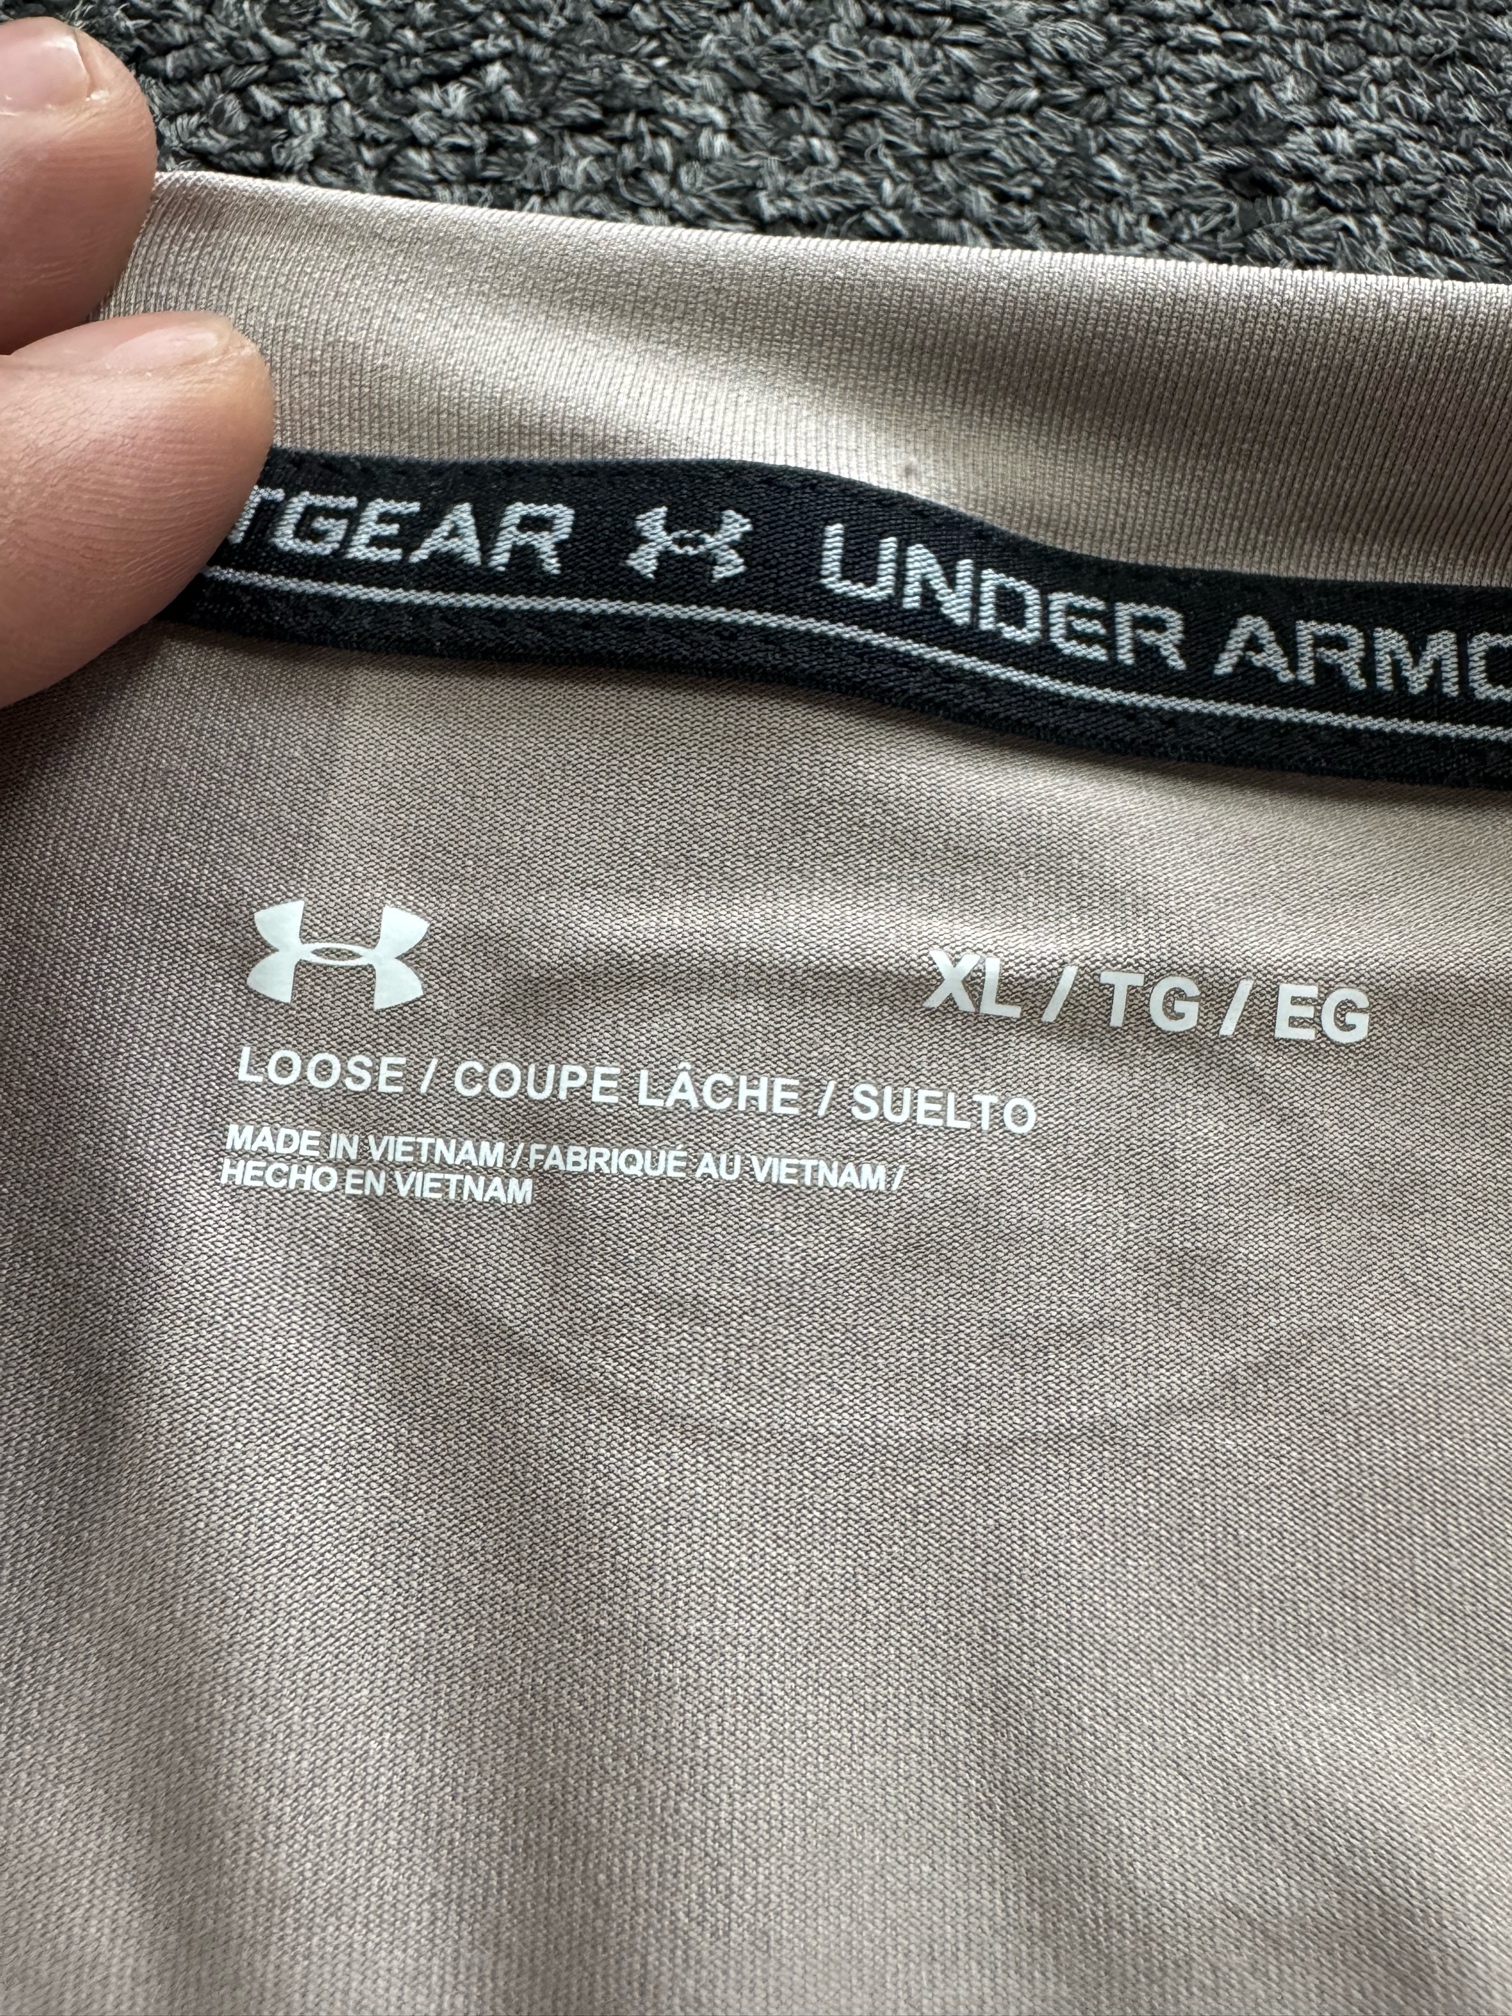 TGEAR UNDER ARMO
XL / TG / EG
LOOSE / COUPE LÂCHE / SUELTO
MADE IN VIETNAM / FABRIQUÉ AU VIETNAM /
HECHO EN VIETNAM